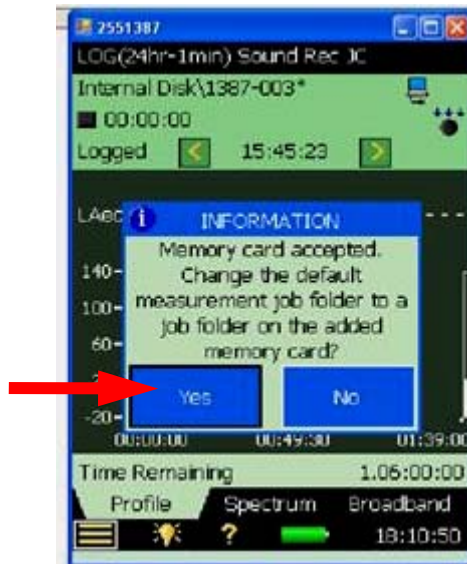 2551387
LOG(24hr-1min) Sound Rec JC
Internal Disk\1387-003*
00:00:00
Logged < 15:45:23 >
INFORMATION
Memory card accepted.
Change the default
measurement job folder to a
job folder on the added
memory card?
140-
100-
60-
-20-
Yes No
00:00:00 00:49:30 01:39:00
Time Remaining 1.06:00:00
Profile Spectrum Broadband
? 18:10:50